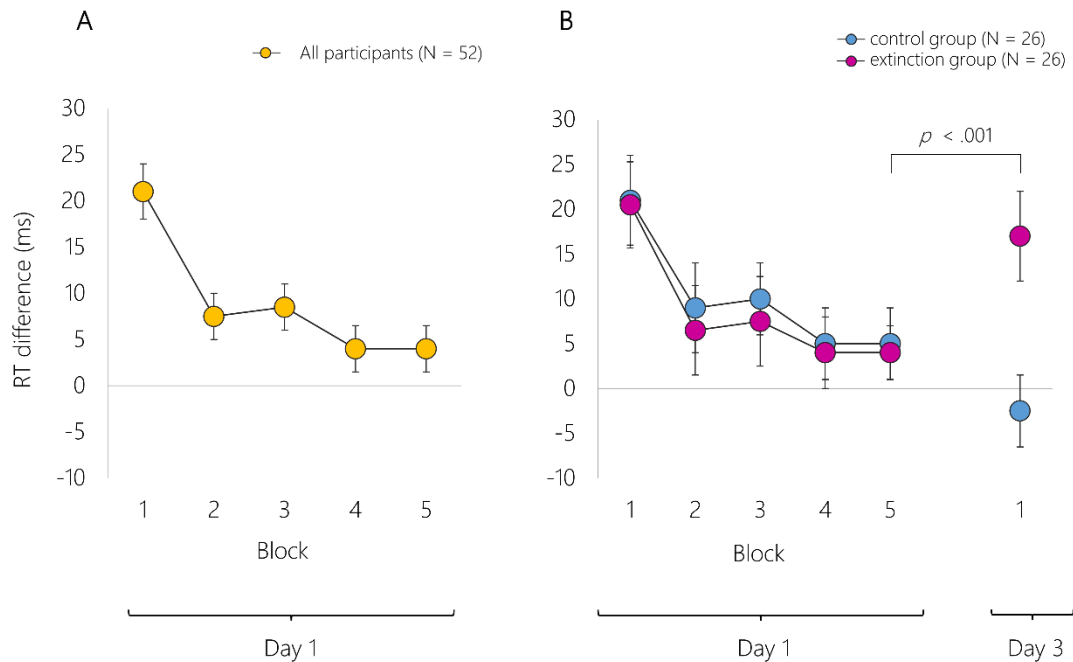 A
All participants (N = 52)
RT difference (ms)
30
25
20
15
10
5
0
-5
-10
1 2 3 4 5
Block
Day 1
B
control group (N = 26)
extinction group (N = 26)
p < .001
30
25
20
15
10
5
0
-5
-10
1 2 3 4 5 1
Block
Day 1 Day 3